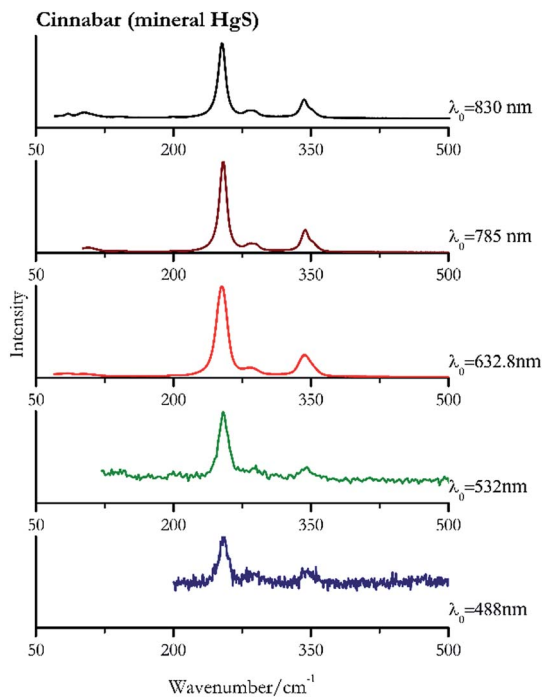 Cinnabar (mineral HgS)
λ₀=830 nm
50 200 350 500
λ₀=785 nm
50 200 350 500
Intensity
λ₀=632.8nm
50 200 350 500
λ₀=532nm
50 200 350 500
λ₀=488nm
50 200 350 500
Wavenumber/cm⁻¹